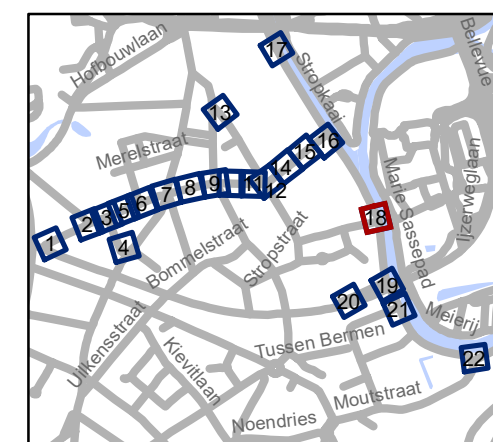 Hofbouwlaan
Bellevue
17
Stropkaai
13
Merelstraat
16
15
14
Ijzerweglaan
Marie Sassepad
1
2
3
5
6
7
8
9
11
12
4
18
Bommelstraat
Stropstraat
19
20
21
Meierij
Uilkensstraat
Tussen Bermen
Kievitlaan
22
Moutstraat
Noendries